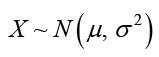 X ~ N(μ, σ²)